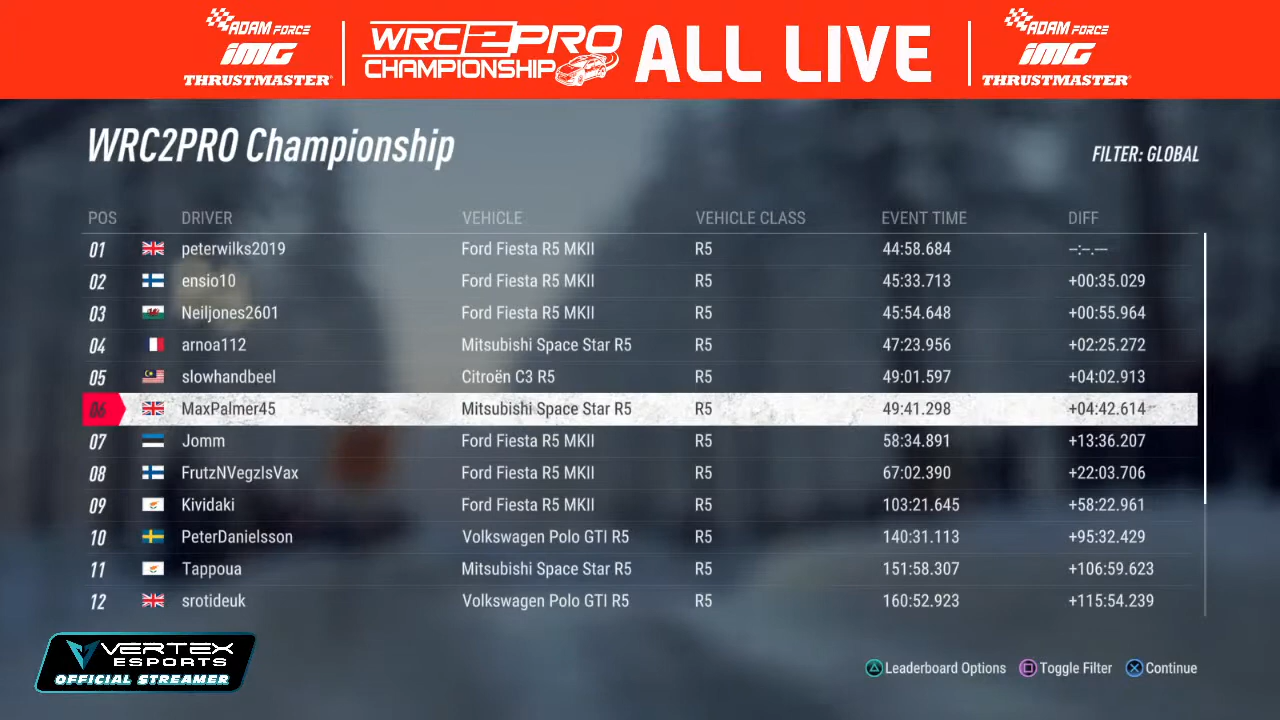 ADAM FORCE
IMG
THRUSTMASTER
WRC2PRO
CHAMPIONSHIP
ALL LIVE
ADAM FORCE
IMG
THRUSTMASTER
WRC2PRO Championship
FILTER: GLOBAL
POS DRIVER VEHICLE VEHICLE CLASS EVENT TIME DIFF
01 peterwilks2019 Ford Fiesta R5 MKII R5 44:58.684 --:--.---
02 ensio10 Ford Fiesta R5 MKII R5 45:33.713 +00:35.029
03 Neiljones2601 Ford Fiesta R5 MKII R5 45:54.648 +00:55.964
04 arnoa112 Mitsubishi Space Star R5 R5 47:23.956 +02:25.272
05 slowhandbeel Citroën C3 R5 R5 49:01.597 +04:02.913
06 MaxPalmer45 Mitsubishi Space Star R5 R5 49:41.298 +04:42.614
07 Jomm Ford Fiesta R5 MKII R5 58:34.891 +13:36.207
08 FrutzNVegzIsVax Ford Fiesta R5 MKII R5 67:02.390 +22:03.706
09 Kividaki Ford Fiesta R5 MKII R5 103:21.645 +58:22.961
10 PeterDanielsson Volkswagen Polo GTI R5 R5 140:31.113 +95:32.429
11 Tappoua Mitsubishi Space Star R5 R5 151:58.307 +106:59.623
12 srotideuk Volkswagen Polo GTI R5 R5 160:52.923 +115:54.239
VERTEX
ESPORTS
OFFICIAL STREAMER
Leaderboard Options Toggle Filter Continue